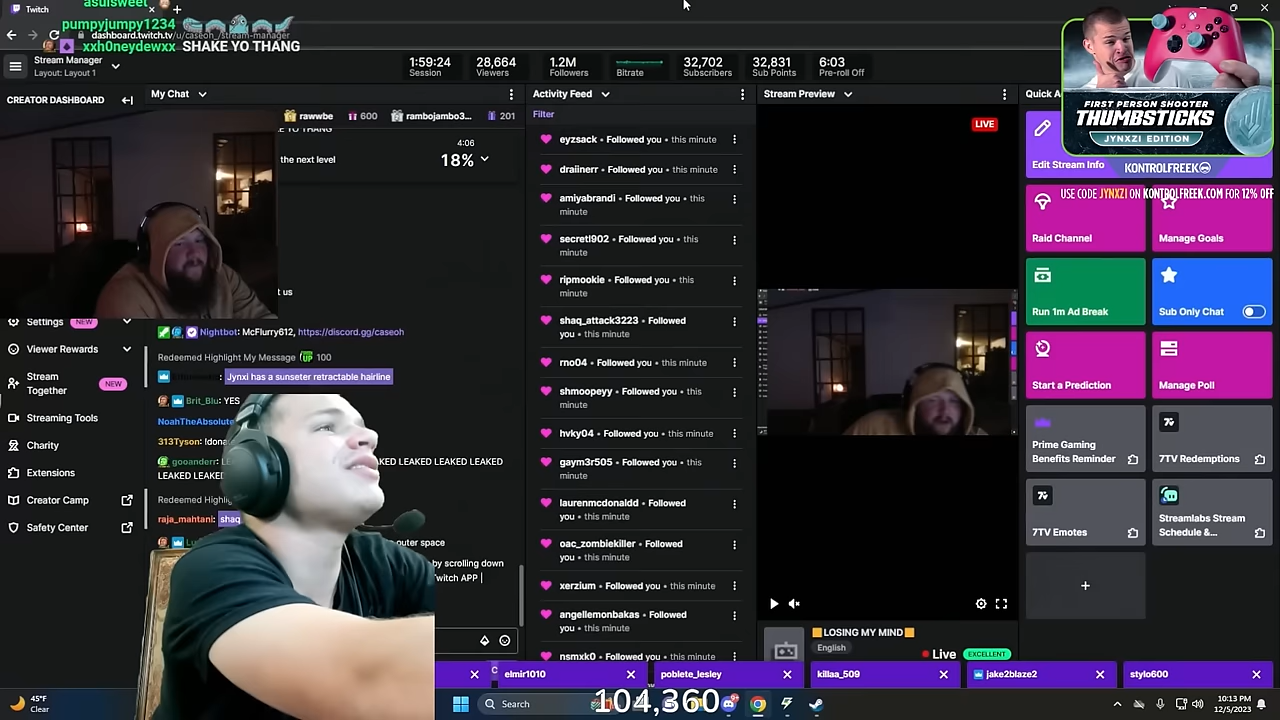 Twitch
asuisweet
pumpyjumpy1234
xxh0neydewxx SHAKE YO THANG
dashboard.twitch.tv/u/caseoh_/stream-manager
Stream Manager
Layout: Layout 1
1:59:24
Session
28,664
Viewers
1.2M
Followers
Bitrate
32,702
Subscribers
32,831
Sub Points
6:03
Pre-roll Off
CREATOR DASHBOARD
My Chat
Activity Feed
Stream Preview
Quick A
rawwbe
600
rambojames3...
201
the next level
18%
t us
Settings
NEW
Viewer Rewards
Stream
Together
NEW
Streaming Tools
Charity
Extensions
Creator Camp
Safety Center
Nightbot: McFlurry612, https://discord.gg/caseoh
Redeemed Highlight My Message 100
: Jynxi has a sunseter retractable hairline
Brit_Blu: YES
NoahTheAbsolute
313Tyson: !dona
gooanderr: LE
KED LEAKED LEAKED LEAKED
LEAKED LEAKE
Redeemed Highlig
raja_mahtani: shaq
outer space
by scrolling down
witch APP |
Filter
eyzsack • Followed you • this minute
dralinerr • Followed you • this minute
amiyabrandi • Followed you • this
minute
secretl902 • Followed you • this
minute
ripmookie • Followed you • this
minute
shaq_attack3223 • Followed
you • this minute
rno04 • Followed you • this minute
shmoopeyy • Followed you • this
minute
hvky04 • Followed you • this minute
gaym3r505 • Followed you • this
minute
laurenmcdonaldd • Followed
you • this minute
oac_zombiekiller • Followed
you • this minute
xerzium • Followed you • this minute
angellemonbakas • Followed
you • this minute
nsmxk0 • Followed you • this
LIVE
LOSING MY MIND
English
Live
EXCELLENT
FIRST PERSON SHOOTER
THUMBSTICKS
JYNXZI EDITION
KONTROLFREEK
USE CODE JYNXZI ON KONTROLFREEK.COM FOR 12% OFF
Edit Stream Info
Raid Channel
Manage Goals
Run 1m Ad Break
Sub Only Chat
Start a Prediction
Manage Poll
Prime Gaming
Benefits Reminder
7TV Redemptions
7TV Emotes
Streamlabs Stream
Schedule &...
elmir1010
poblete_lesley
killaa_509
jake2blaze2
stylo600
45°F
Clear
Search
104,360
10:13 PM
12/5/2023